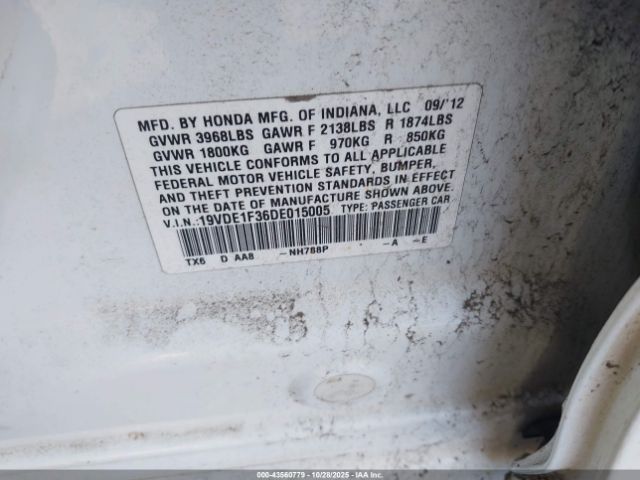 MFD. BY HONDA MFG. OF INDIANA, LLC 09/'12
GVWR 3968LBS GAWR F 2138LBS R 1874LBS
GVWR 1800KG GAWR F 970KG R 850KG
THIS VEHICLE CONFORMS TO ALL APPLICABLE
FEDERAL MOTOR VEHICLE SAFETY, BUMPER,
AND THEFT PREVENTION STANDARDS IN EFFECT
ON THE DATE OF MANUFACTURE SHOWN ABOVE.
V.I.N.:19VDE1F36DE015005 TYPE: PASSENGER CAR
TX6 D AA8 -NH788P -A -E
000-43560779 | 10/28/2025 | IAAI.COM